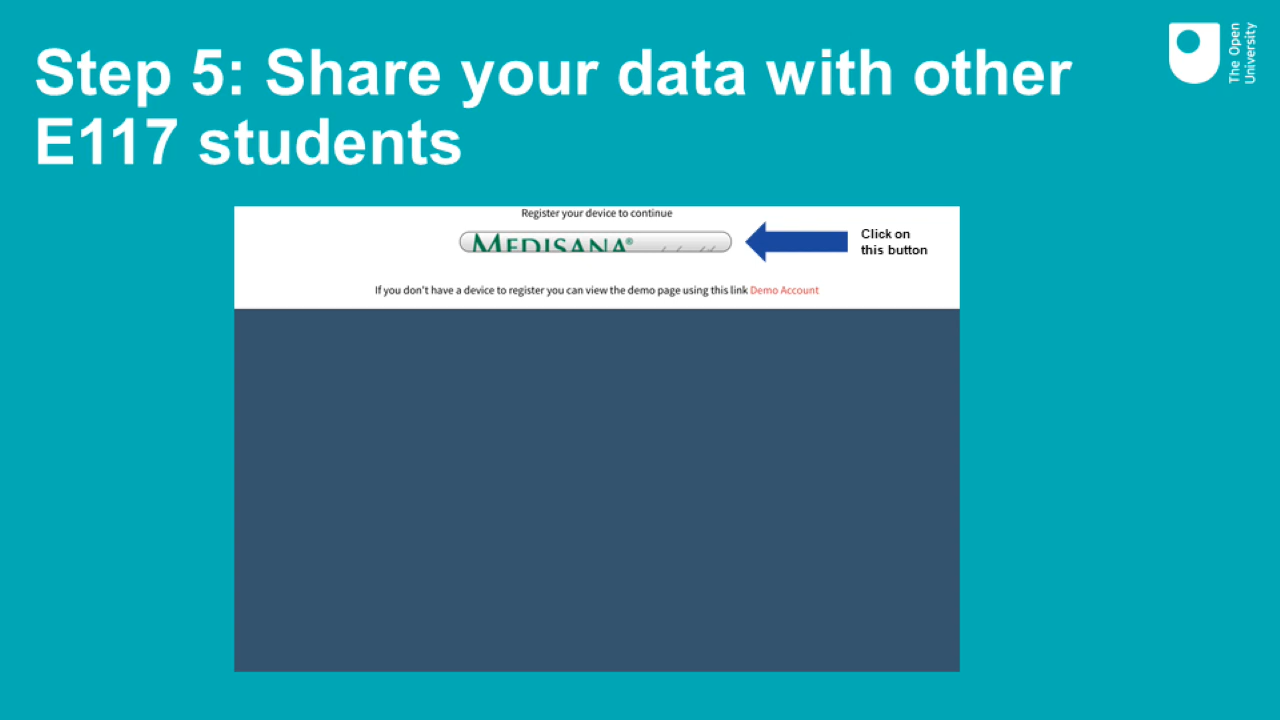 Step 5: Share your data with other
E117 students
The Open
University
Register your device to continue
MEDISANA®
Click on
this button
If you don't have a device to register you can view the demo page using this link Demo Account